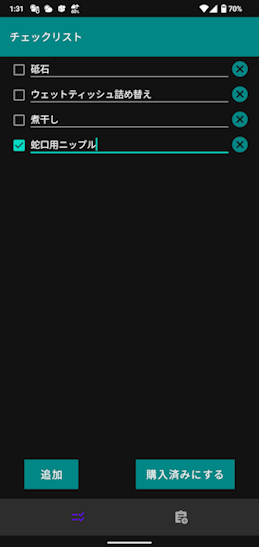 1:31
70%
チェックリスト
砥石
ウェットティッシュ詰め替え
煮干し
蛇口用ニップル
追加
購入済みにする